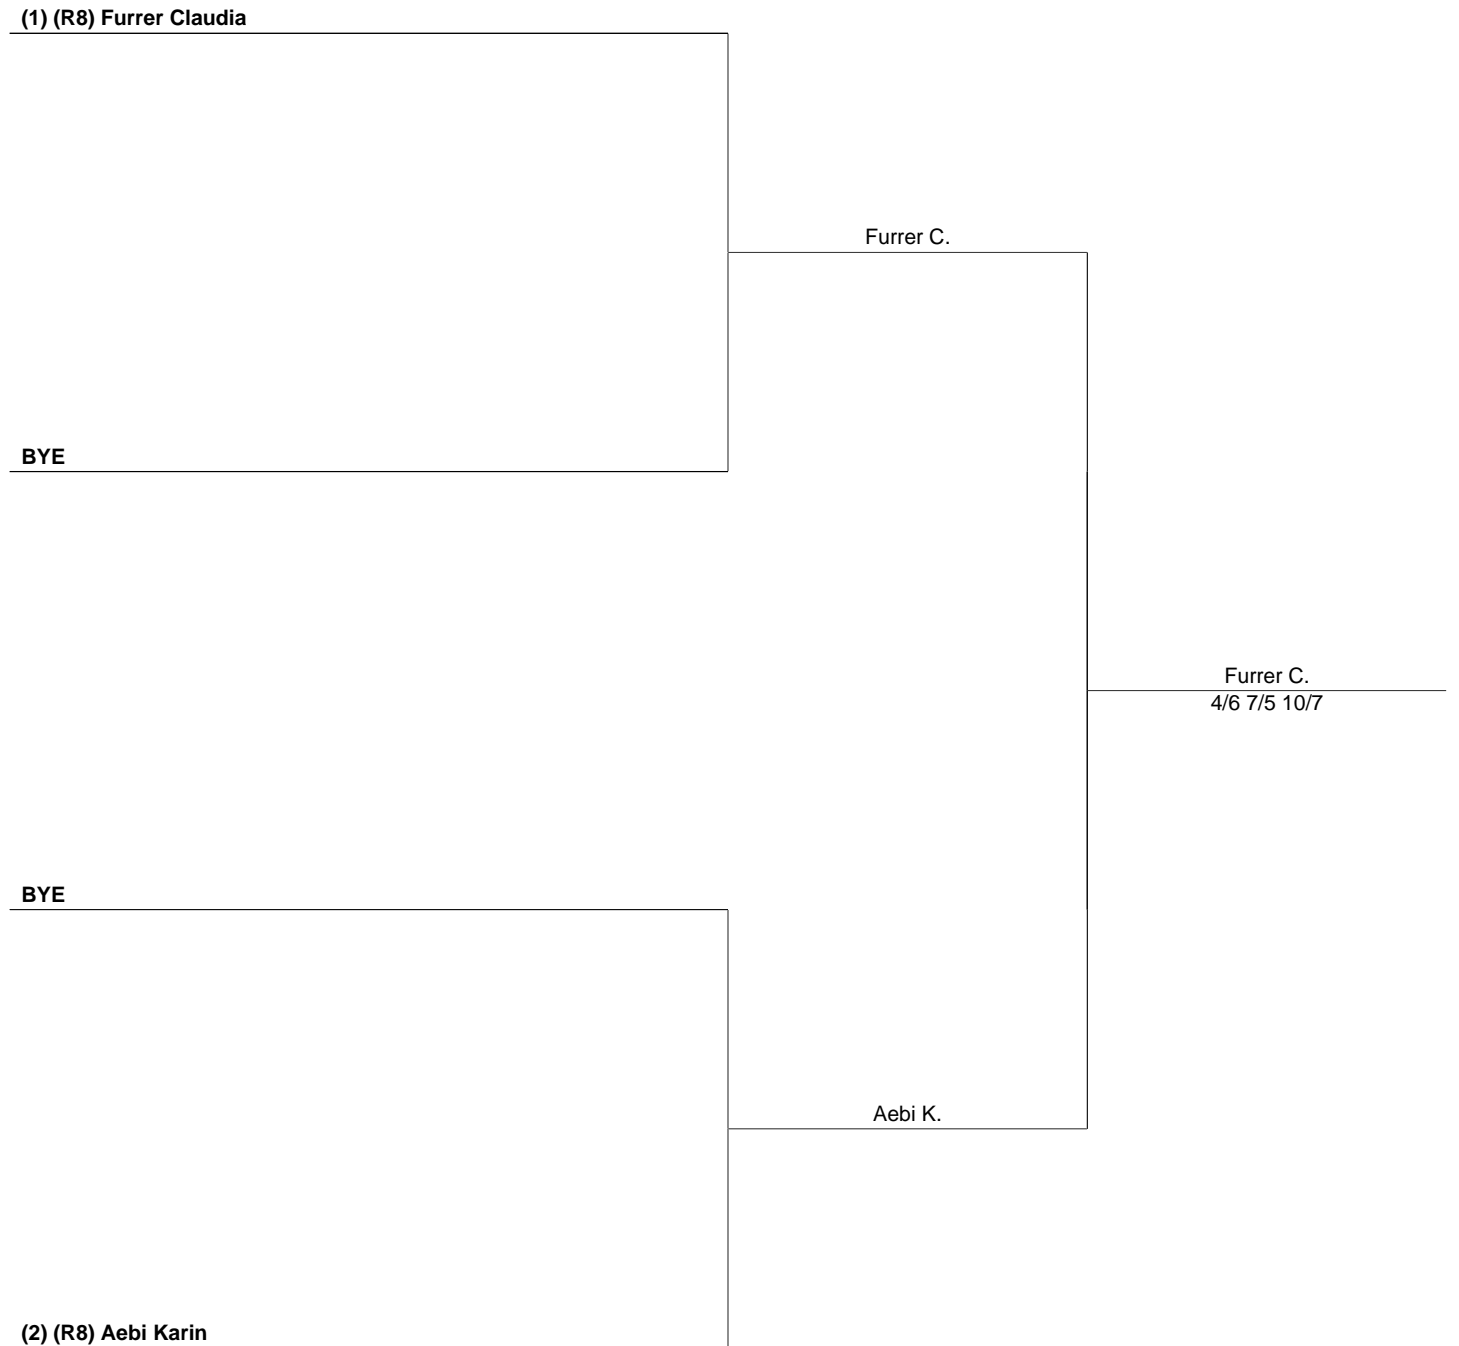 (1) (R8) Furrer Claudia
Furrer C.
BYE
Furrer C.
4/6 7/5 10/7
BYE
Aebi K.
(2) (R8) Aebi Karin